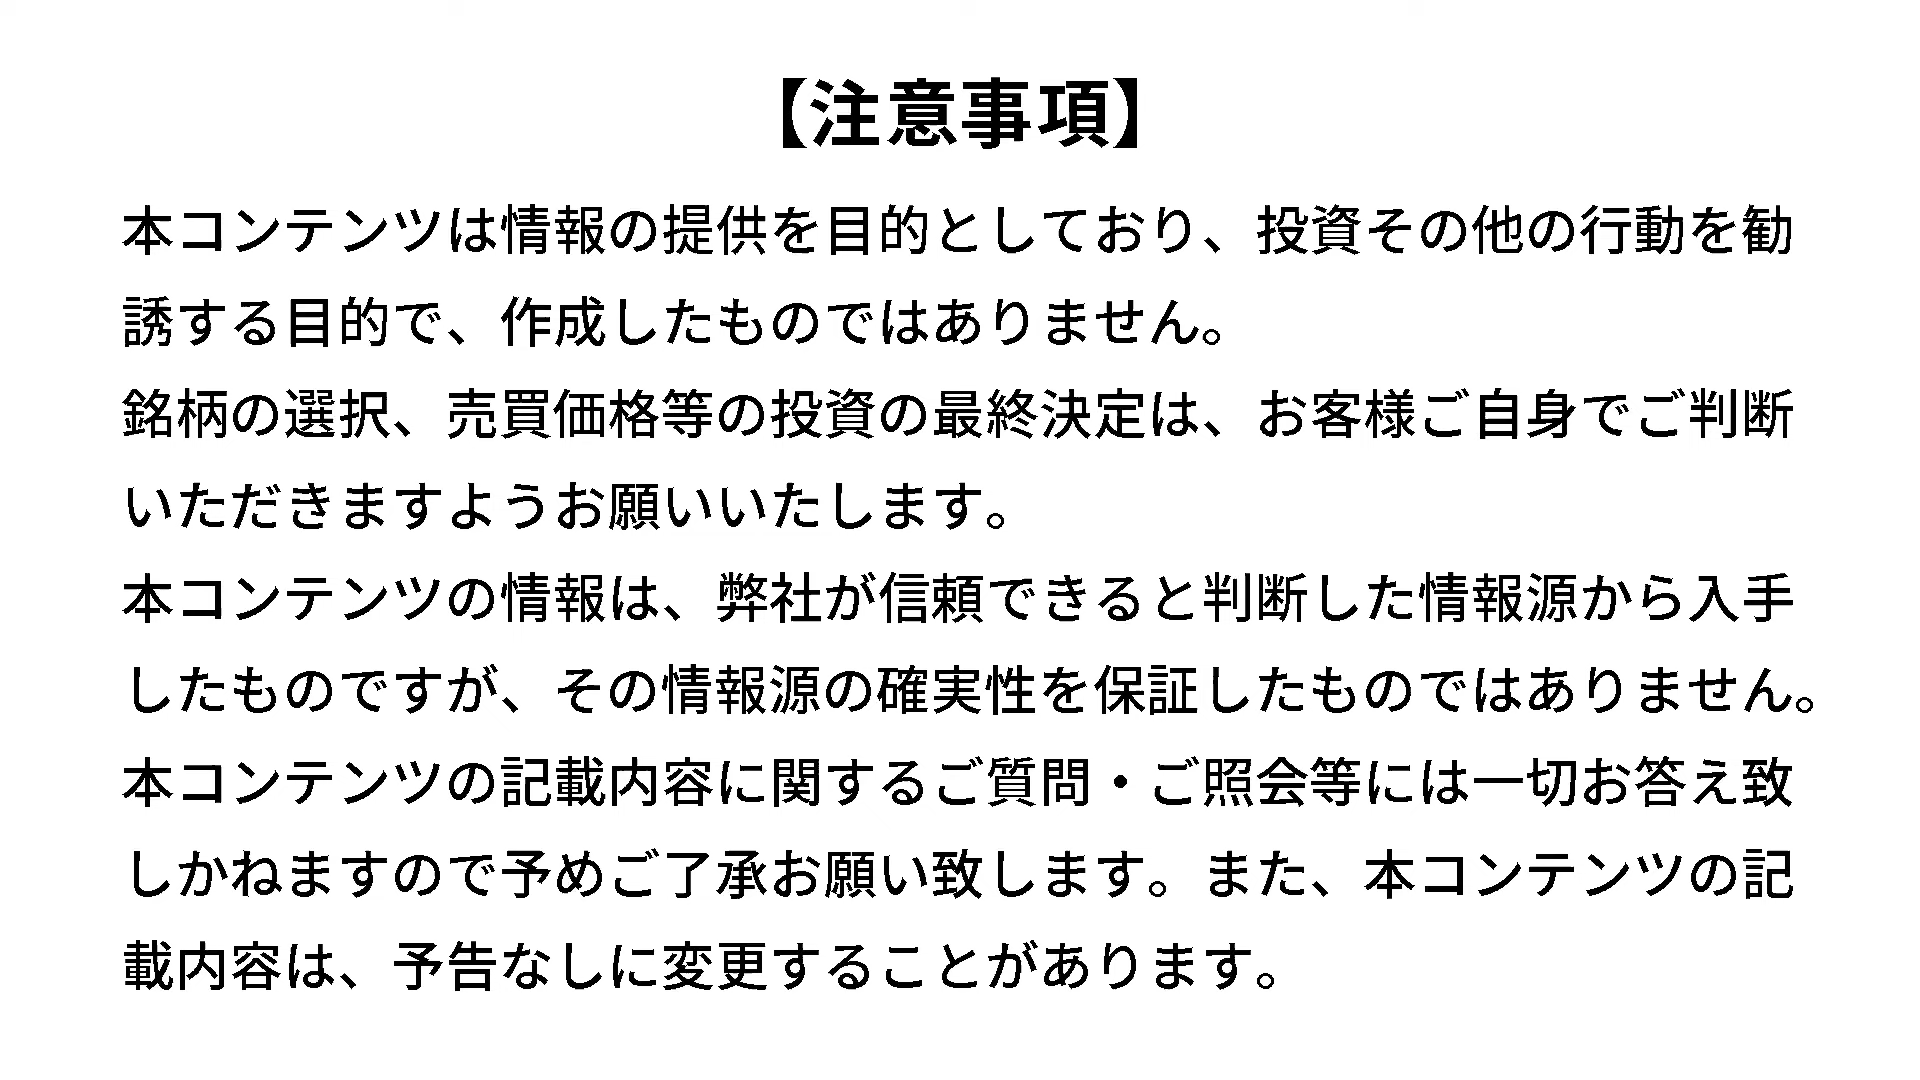 【注意事項】
本コンテンツは情報の提供を目的としており、投資その他の行動を勧
誘する目的で、作成したものではありません。
銘柄の選択、売買価格等の投資の最終決定は、お客様ご自身でご判断
いただきますようお願いいたします。
本コンテンツの情報は、弊社が信頼できると判断した情報源から入手
したものですが、その情報源の確実性を保証したものではありません。
本コンテンツの記載内容に関するご質問・ご照会等には一切お答え致
しかねますので予めご了承お願い致します。また、本コンテンツの記
載内容は、予告なしに変更することがあります。